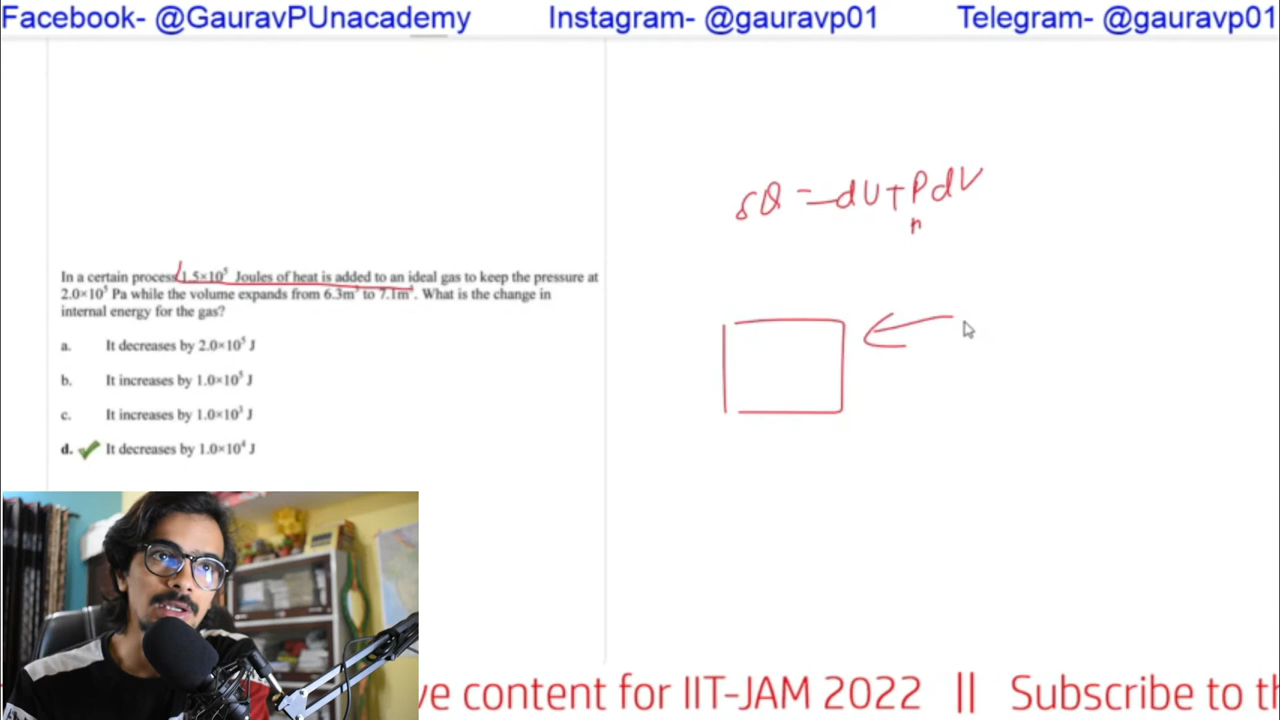 Facebook- @GauravPUnacademy Instagram- @gauravp01 Telegram- @gauravp01
δQ = dU + PdV
In a certain process 1.5×10⁵ Joules of heat is added to an ideal gas to keep the pressure at
2.0×10⁵ Pa while the volume expands from 6.3m³ to 7.1m³. What is the change in
internal energy for the gas?
a. It decreases by 2.0×10⁵ J
b. It increases by 1.0×10⁵ J
c. It increases by 1.0×10³ J
d. It decreases by 1.0×10⁴ J
ve content for IIT-JAM 2022 || Subscribe to th